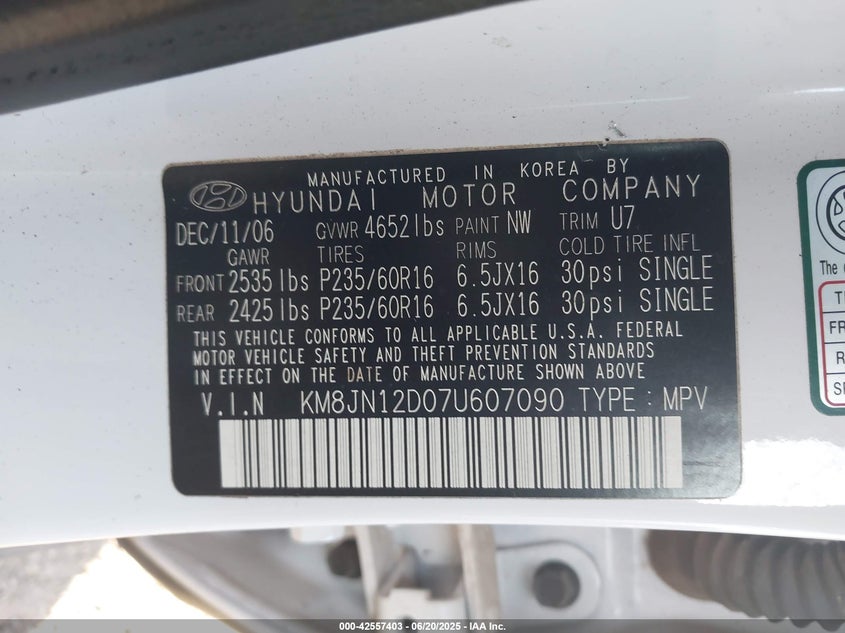 MANUFACTURED IN KOREA BY
HYUNDAI MOTOR COMPANY
DEC/11/06 GVWR 4652lbs PAINT NW TRIM U7
GAWR TIRES RIMS COLD TIRE INFL
FRONT 2535lbs P235/60R16 6.5JX16 30psi SINGLE
REAR 2425lbs P235/60R16 6.5JX16 30psi SINGLE
THIS VEHICLE CONFORMS TO ALL APPLICABLE U.S.A. FEDERAL
MOTOR VEHICLE SAFETY AND THEFT PREVENTION STANDARDS
IN EFFECT ON THE DATE OF MANUFACTURE SHOWN ABOVE
V.I.N KM8JN12D07U607090 TYPE : MPV
The
000-42557403 - 06/20/2025 - IAA Inc.